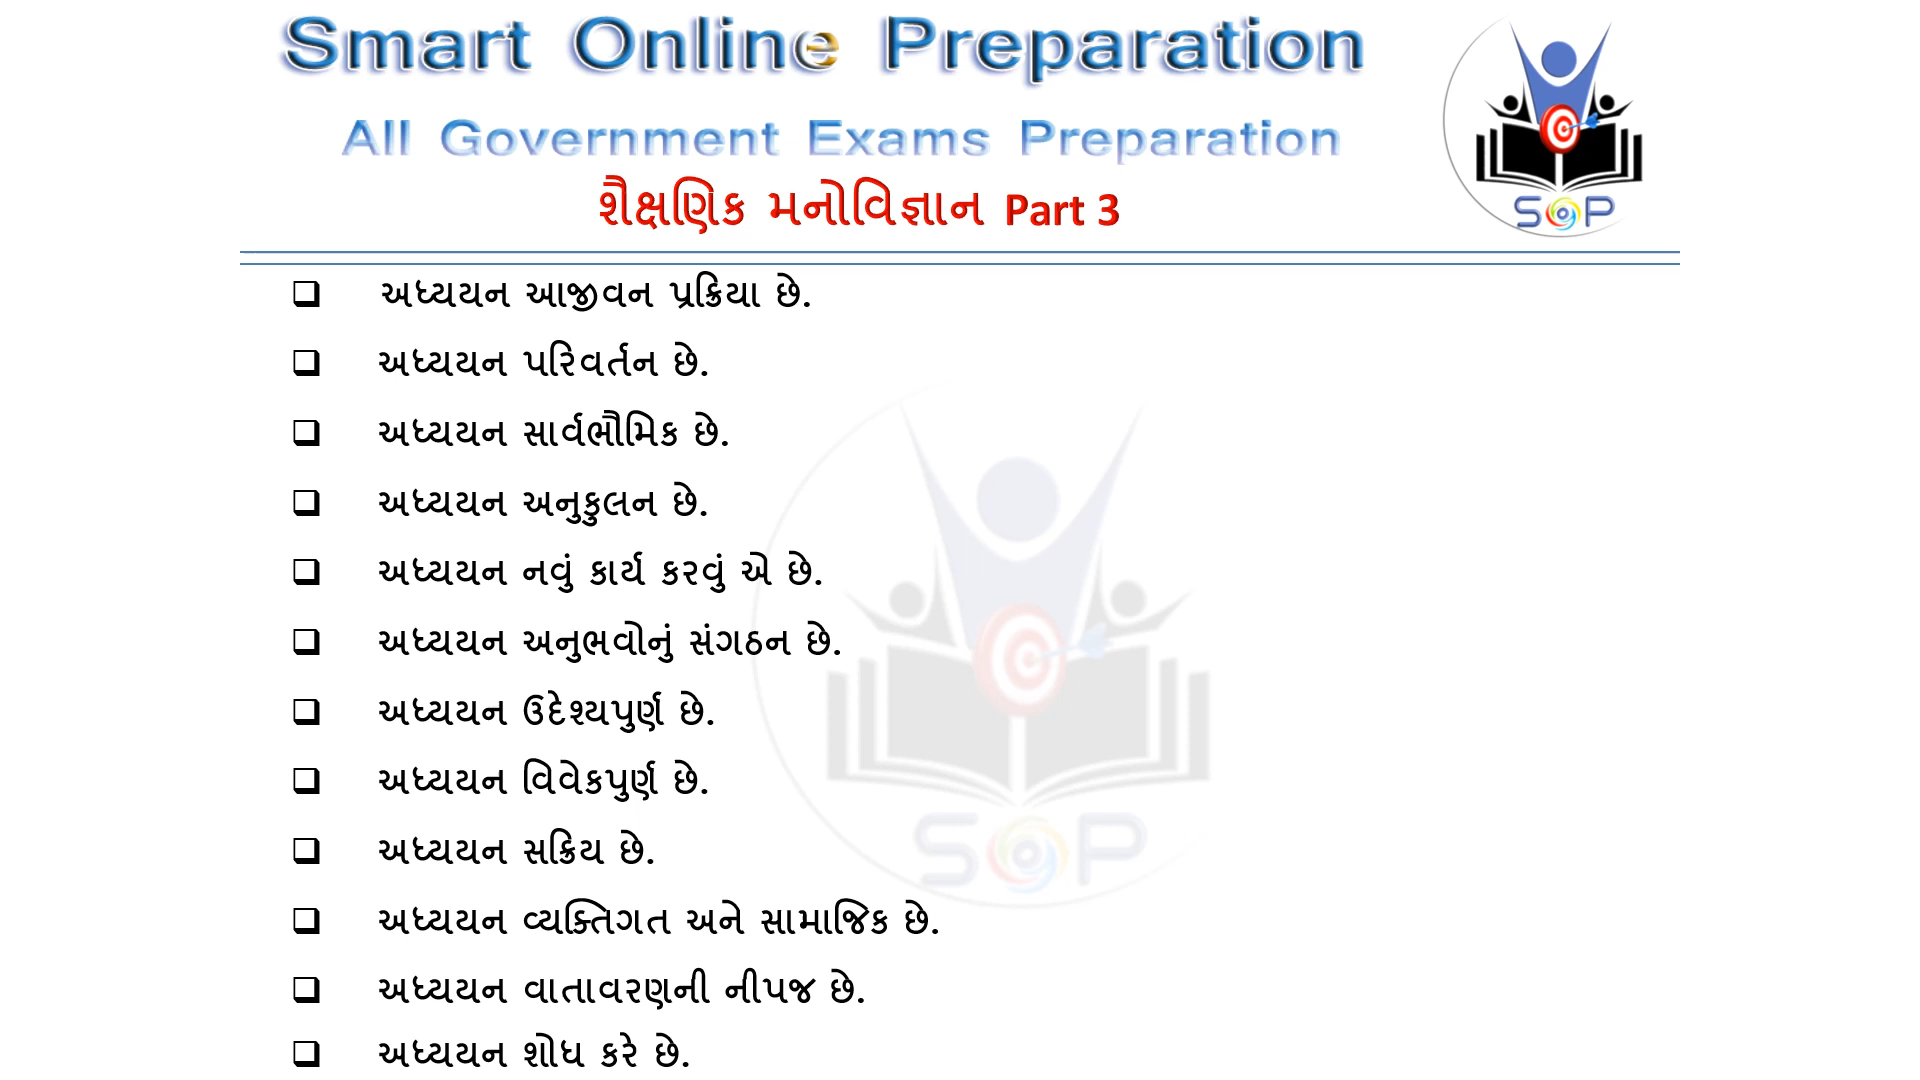 Smart Online Preparation
All Government Exams Preparation
શૈક્ષણિક મનોવિજ્ઞાન Part 3
SOP
❑ અધ્યયન આજીવન પ્રક્રિયા છે.
❑ અધ્યયન પરિવર્તન છે.
❑ અધ્યયન સાર્વભૌમિક છે.
❑ અધ્યયન અનુકુલન છે.
❑ અધ્યયન નવું કાર્ય કરવું એ છે.
❑ અધ્યયન અનુભવોનું સંગઠન છે.
❑ અધ્યયન ઉદેશ્યપુર્ણ છે.
❑ અધ્યયન વિવેકપુર્ણ છે.
❑ અધ્યયન સક્રિય છે.
❑ અધ્યયન વ્યક્તિગત અને સામાજિક છે.
❑ અધ્યયન વાતાવરણની નીપજ છે.
❑ અધ્યયન શોધ કરે છે.
SOP